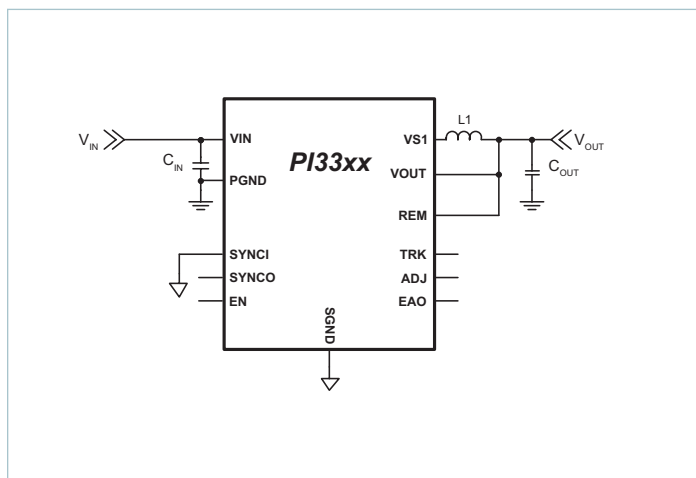 L1
V_IN
VIN
VS1
V_OUT
C_IN
PI33xx
VOUT
C_OUT
PGND
REM
SYNCI
TRK
SYNCO
ADJ
EN
EAO
SGND